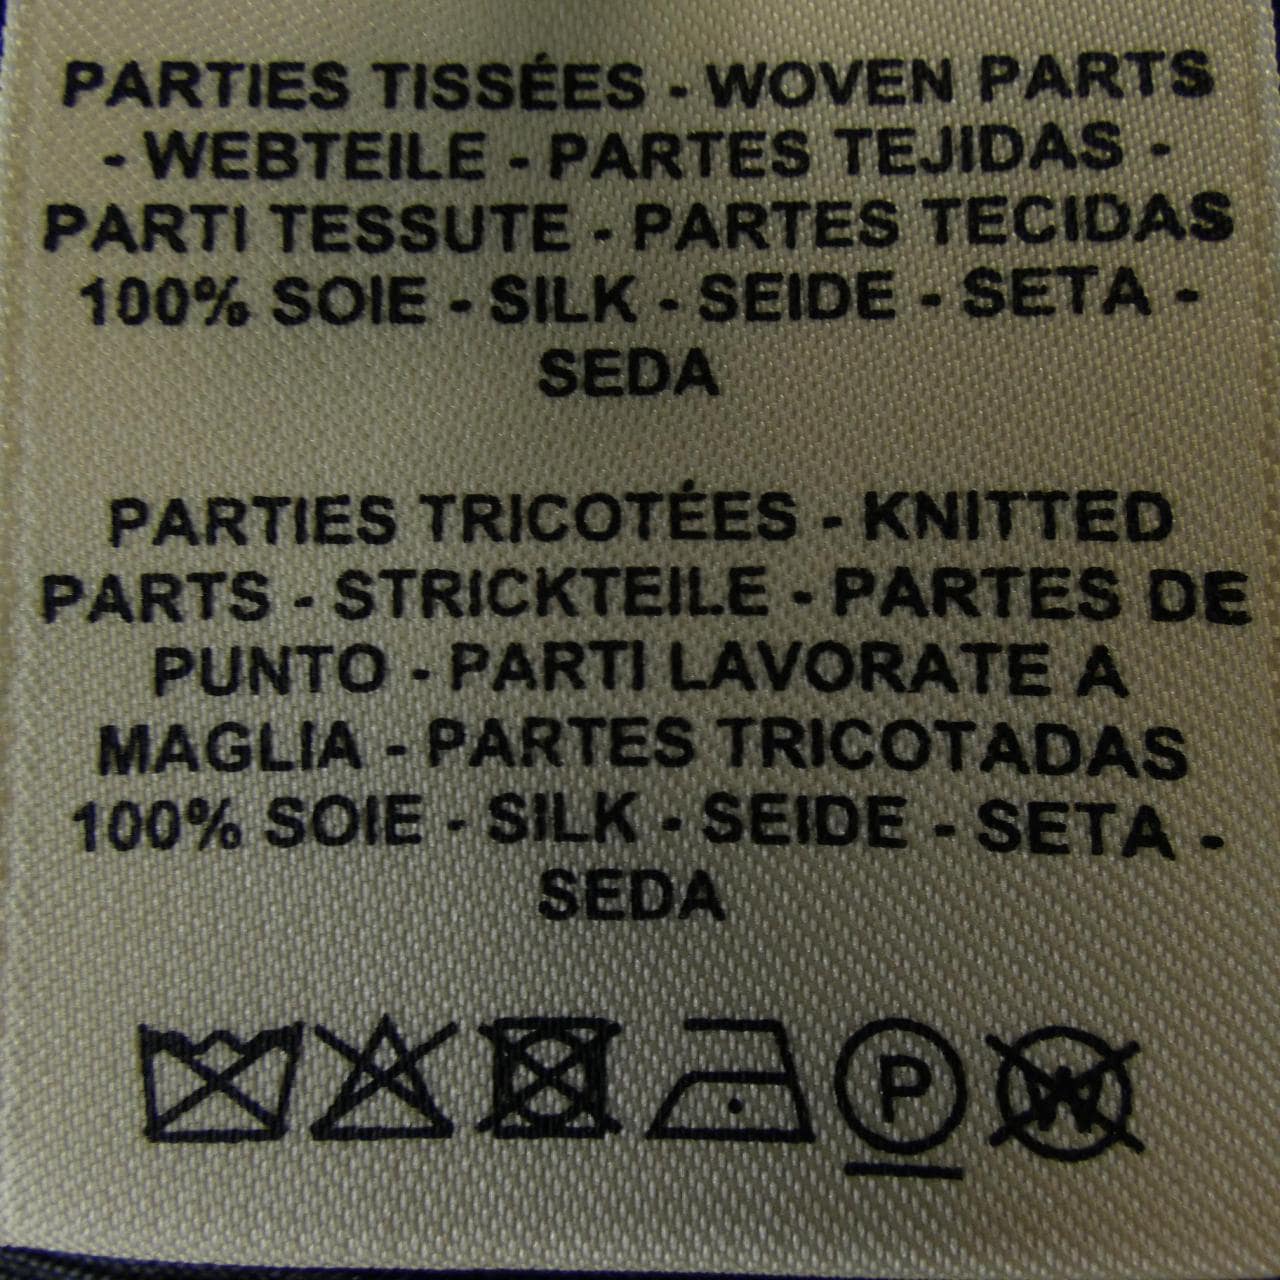 PARTIES TISSÉES - WOVEN PARTS
- WEBTEILE - PARTES TEJIDAS -
PARTI TESSUTE - PARTES TECIDAS
100% SOIE - SILK - SEIDE - SETA -
SEDA
PARTIES TRICOTÉES - KNITTED
PARTS - STRICKTEILE - PARTES DE
PUNTO - PARTI LAVORATE A
MAGLIA - PARTES TRICOTADAS
100% SOIE - SILK - SEIDE - SETA -
SEDA
P W